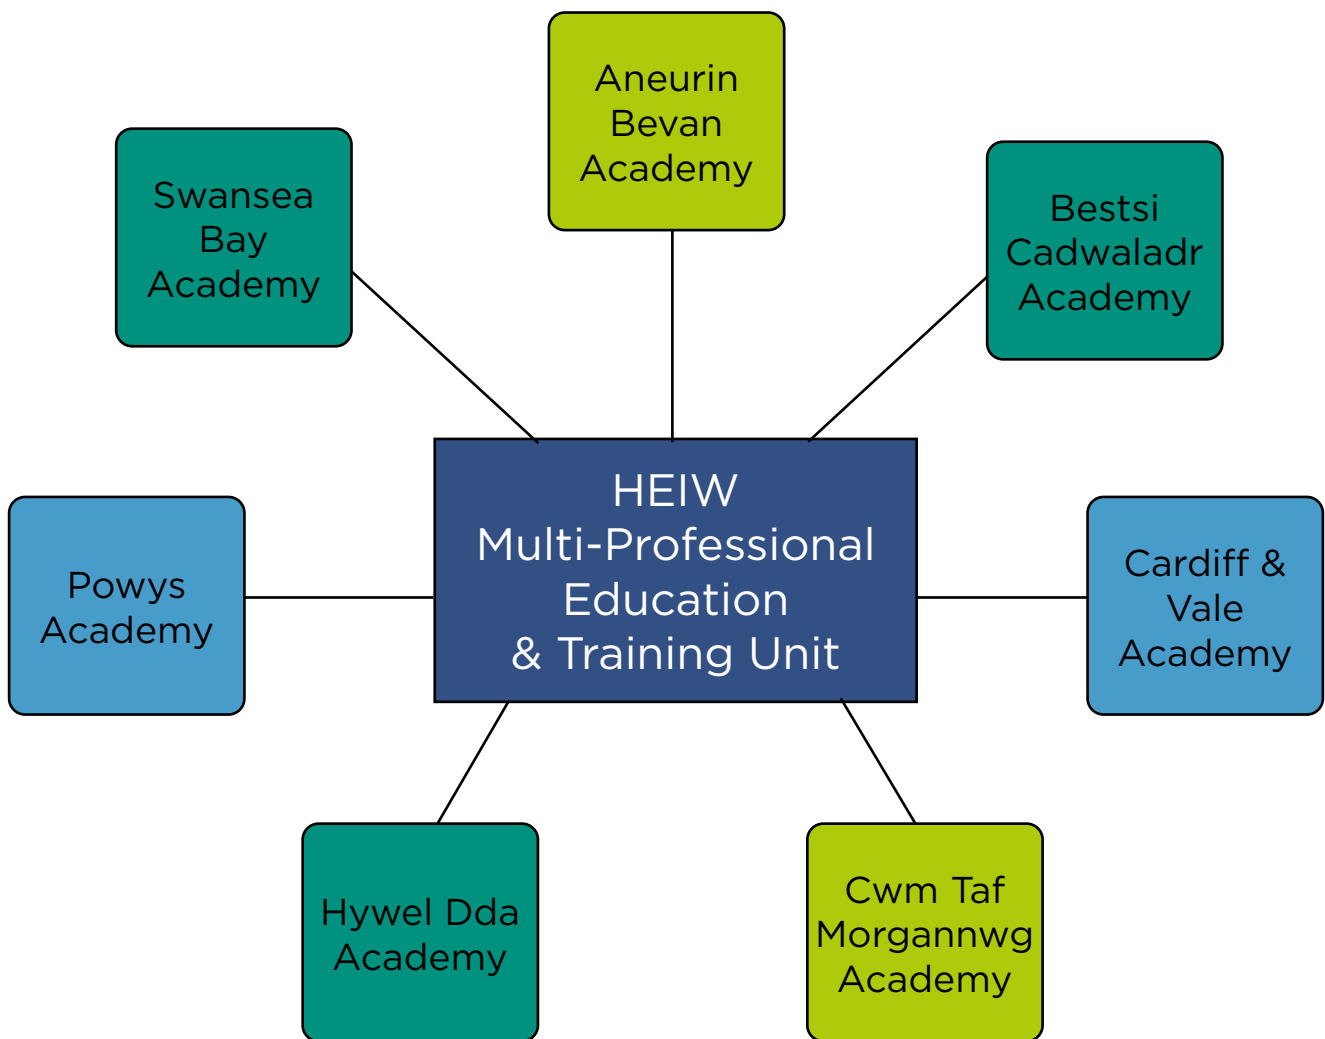 Aneurin
Bevan
Academy
Swansea
Bay
Academy
Bestsi
Cadwaladr
Academy
HEIW
Multi-Professional
Education
& Training Unit
Powys
Academy
Cardiff &
Vale
Academy
Hywel Dda
Academy
Cwm Taf
Morgannwg
Academy